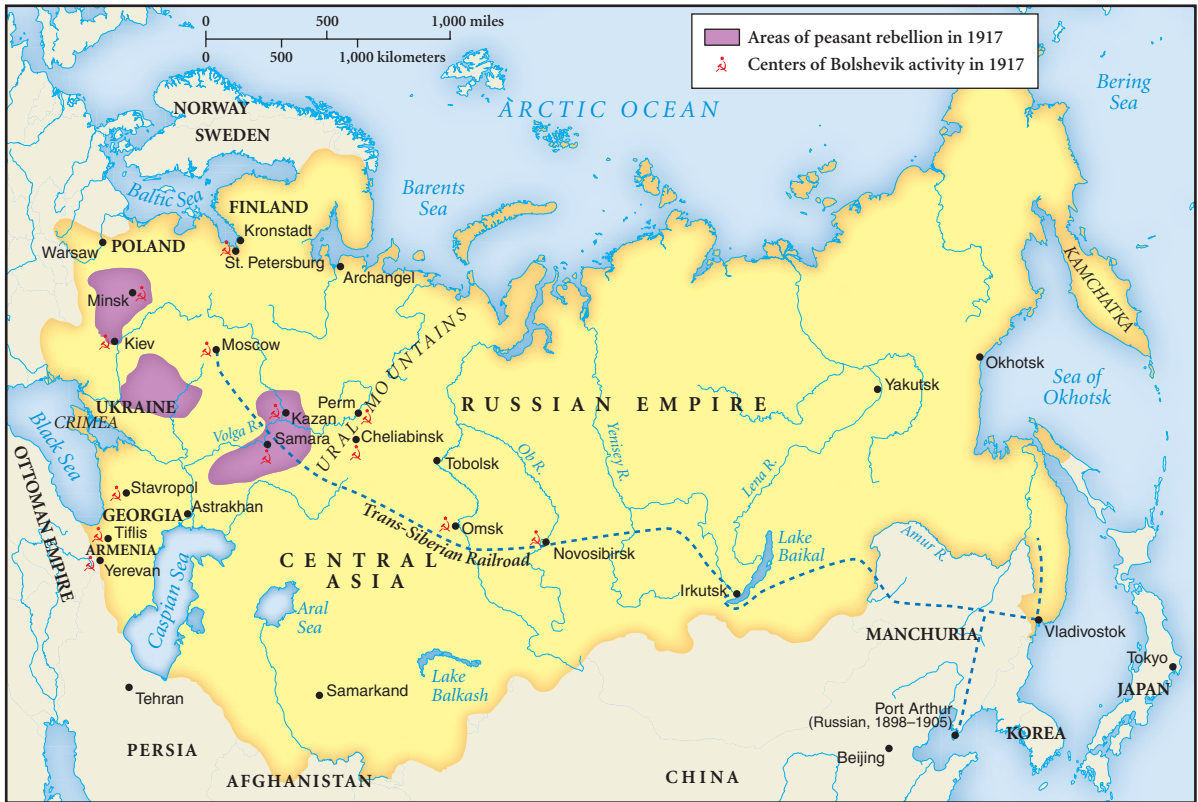 0 500 1,000 miles
0 500 1,000 kilometers
Areas of peasant rebellion in 1917
Centers of Bolshevik activity in 1917
ARCTIC OCEAN
Bering
Sea
NORWAY
SWEDEN
Baltic Sea
Barents
Sea
FINLAND
Kronstadt
St. Petersburg
Archangel
Warsaw
POLAND
Minsk
Kiev
Moscow
URAL MOUNTAINS
KAMCHATKA
Okhotsk
Sea of
Okhotsk
Yakutsk
RUSSIAN EMPIRE
UKRAINE
CRIMEA
Black Sea
Volga R.
Perm
Kazan
Samara
Cheliabinsk
Tobolsk
Ob R.
Yenisey R.
Lena R.
OTTOMAN EMPIRE
Stavropol
GEORGIA
Astrakhan
Tiflis
ARMENIA
Yerevan
Caspian Sea
Trans-Siberian Railroad
Omsk
Novosibirsk
CENTRAL
ASIA
Aral
Sea
Lake
Baikal
Irkutsk
Amur R.
MANCHURIA
Vladivostok
Lake
Balkash
Samarkand
Tehran
PERSIA
AFGHANISTAN
CHINA
Port Arthur
(Russian, 1898–1905)
Beijing
KOREA
Tokyo
JAPAN